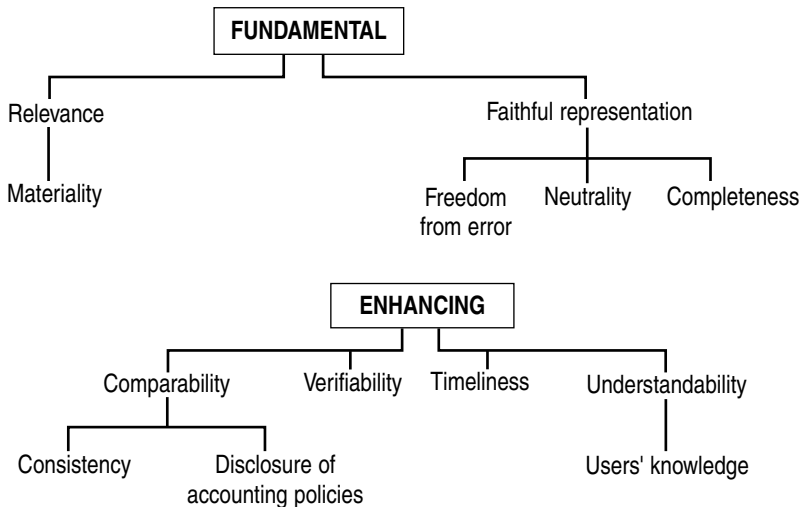 FUNDAMENTAL
Relevance
Faithful representation
Materiality
Freedom
from error
Neutrality
Completeness
ENHANCING
Comparability
Verifiability
Timeliness
Understandability
Consistency
Disclosure of
accounting policies
Users' knowledge